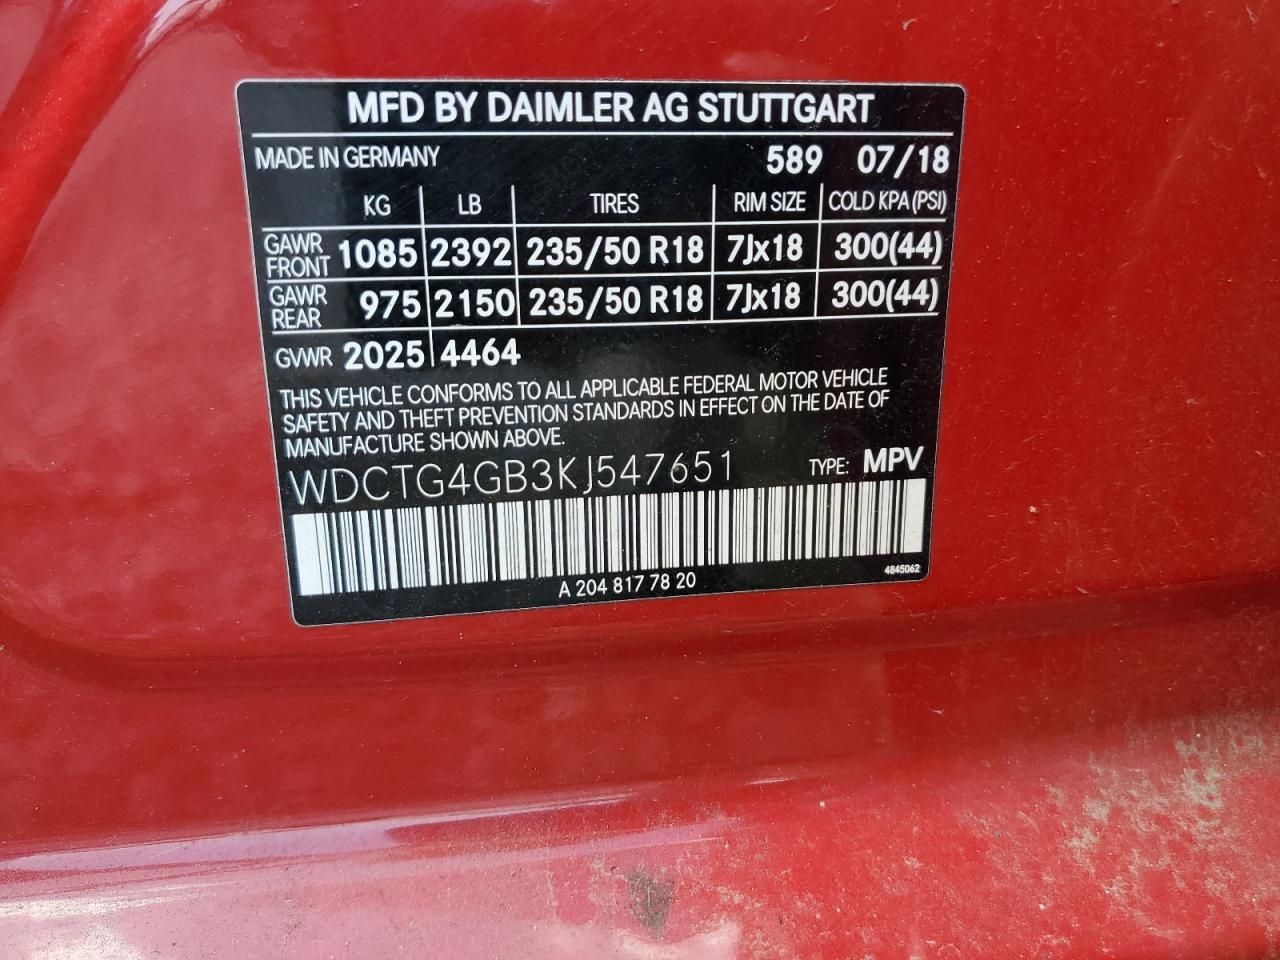 MFD BY DAIMLER AG STUTTGART
MADE IN GERMANY 589 07/18
KG LB TIRES RIM SIZE COLD KPA (PSI)
GAWR FRONT 1085 2392 235/50 R18 7Jx18 300(44)
GAWR REAR 975 2150 235/50 R18 7Jx18 300(44)
GVWR 2025 4464
THIS VEHICLE CONFORMS TO ALL APPLICABLE FEDERAL MOTOR VEHICLE
SAFETY AND THEFT PREVENTION STANDARDS IN EFFECT ON THE DATE OF
MANUFACTURE SHOWN ABOVE.
WDCTG4GB3KJ547651 TYPE: MPV
A 204 817 78 20 4845062